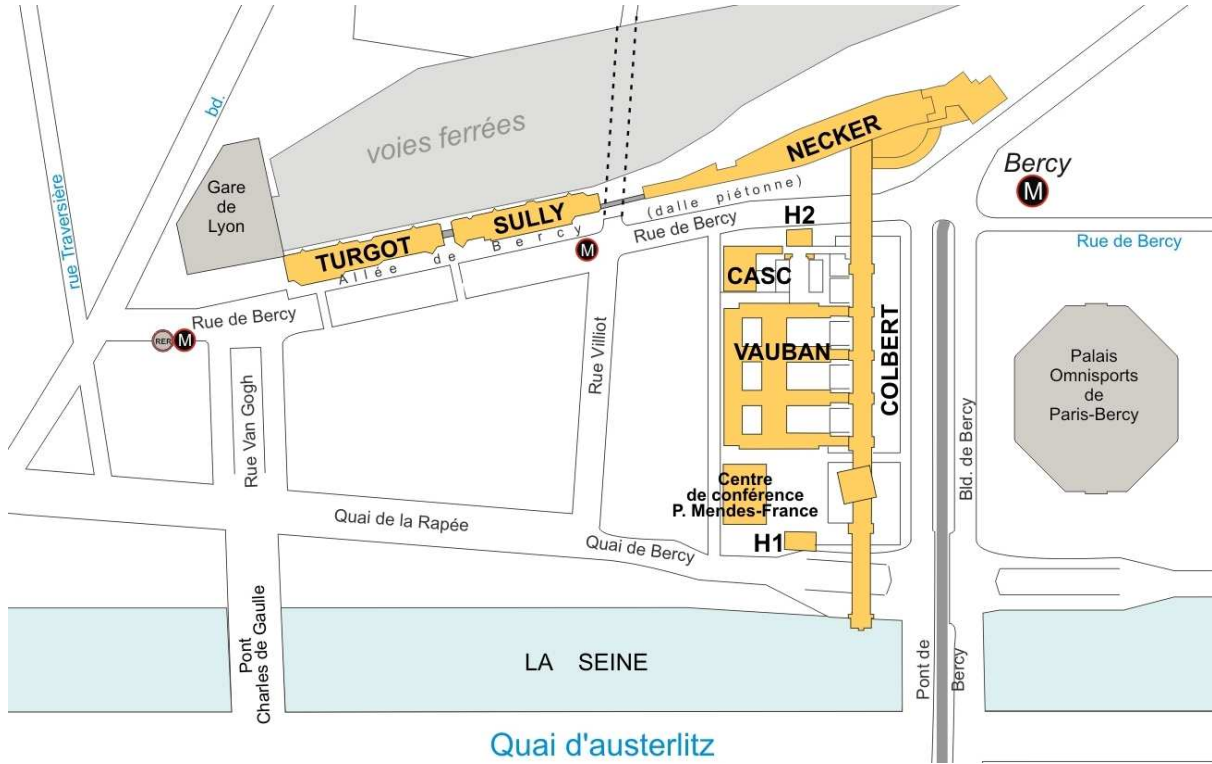 bd.
rue Traversière
voies ferrées
NECKER
Gare
de
Lyon
Bercy
M
SULLY
(dalle piétonne)
H2
TURGOT
Allée de Bercy
M
Rue de Bercy
Rue de Bercy
CASC
Rue de Bercy
RER M
VAUBAN
COLBERT
Rue Villiot
Palais
Omnisports
de
Paris-Bercy
Rue Van Gogh
Bld. de Bercy
Centre
de conférence
P. Mendes-France
Quai de la Rapée
Quai de Bercy
H1
Pont
Charles de Gaulle
LA SEINE
Pont de
Bercy
Quai d'austerlitz